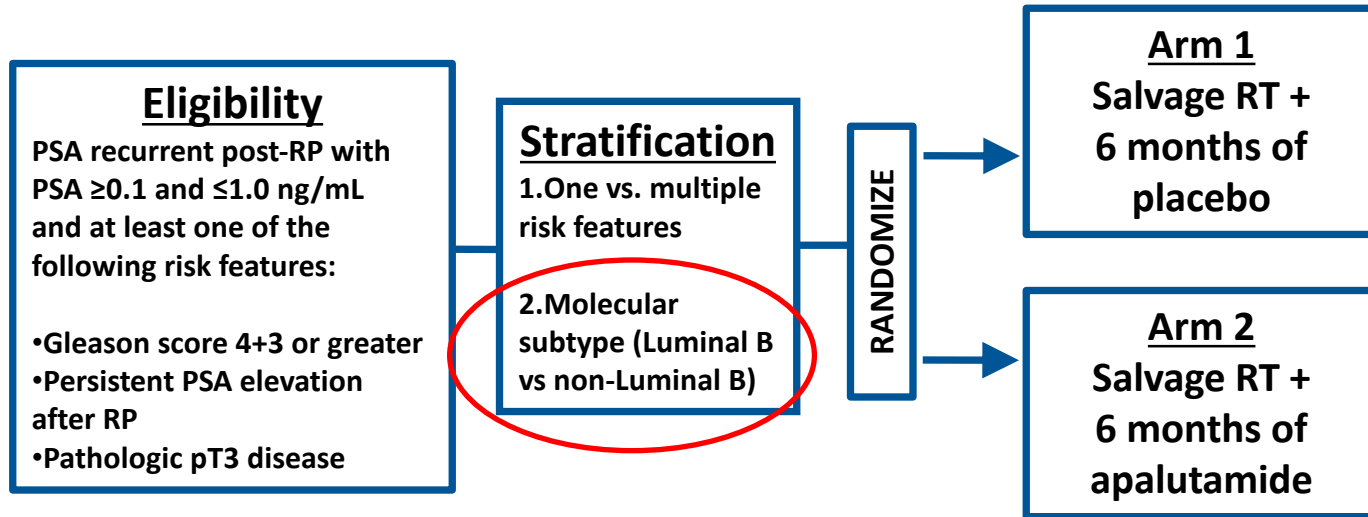 Eligibility
PSA recurrent post-RP with
PSA ≥0.1 and ≤1.0 ng/mL
and at least one of the
following risk features:
•Gleason score 4+3 or greater
•Persistent PSA elevation
after RP
•Pathologic pT3 disease
Stratification
1.One vs. multiple
risk features
2.Molecular
subtype (Luminal B
vs non-Luminal B)
RANDOMIZE
Arm 1
Salvage RT +
6 months of
placebo
Arm 2
Salvage RT +
6 months of
apalutamide